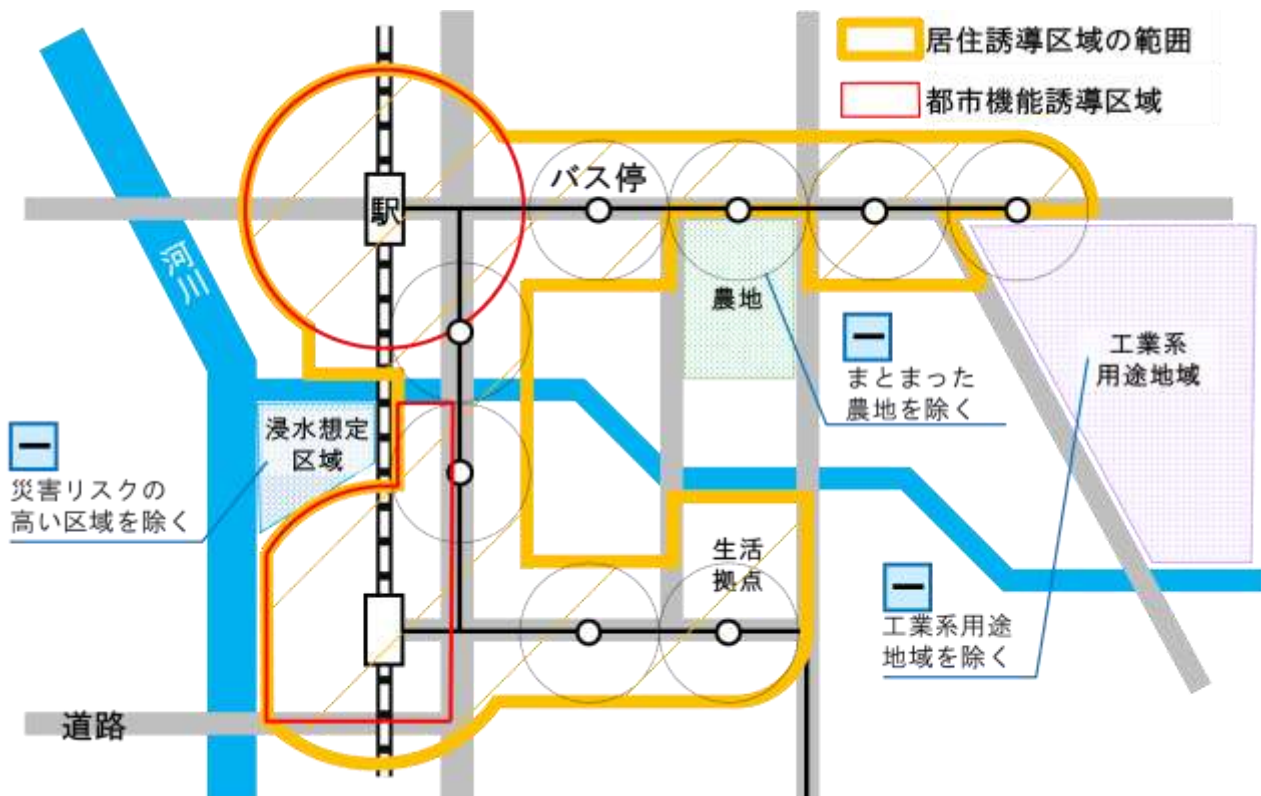 居住誘導区域の範囲
都市機能誘導区域
バス停
駅
河川
農地
工業系
用途地域
まとまった
農地を除く
浸水想定
区域
災害リスクの
高い区域を除く
生活
拠点
工業系用途
地域を除く
道路